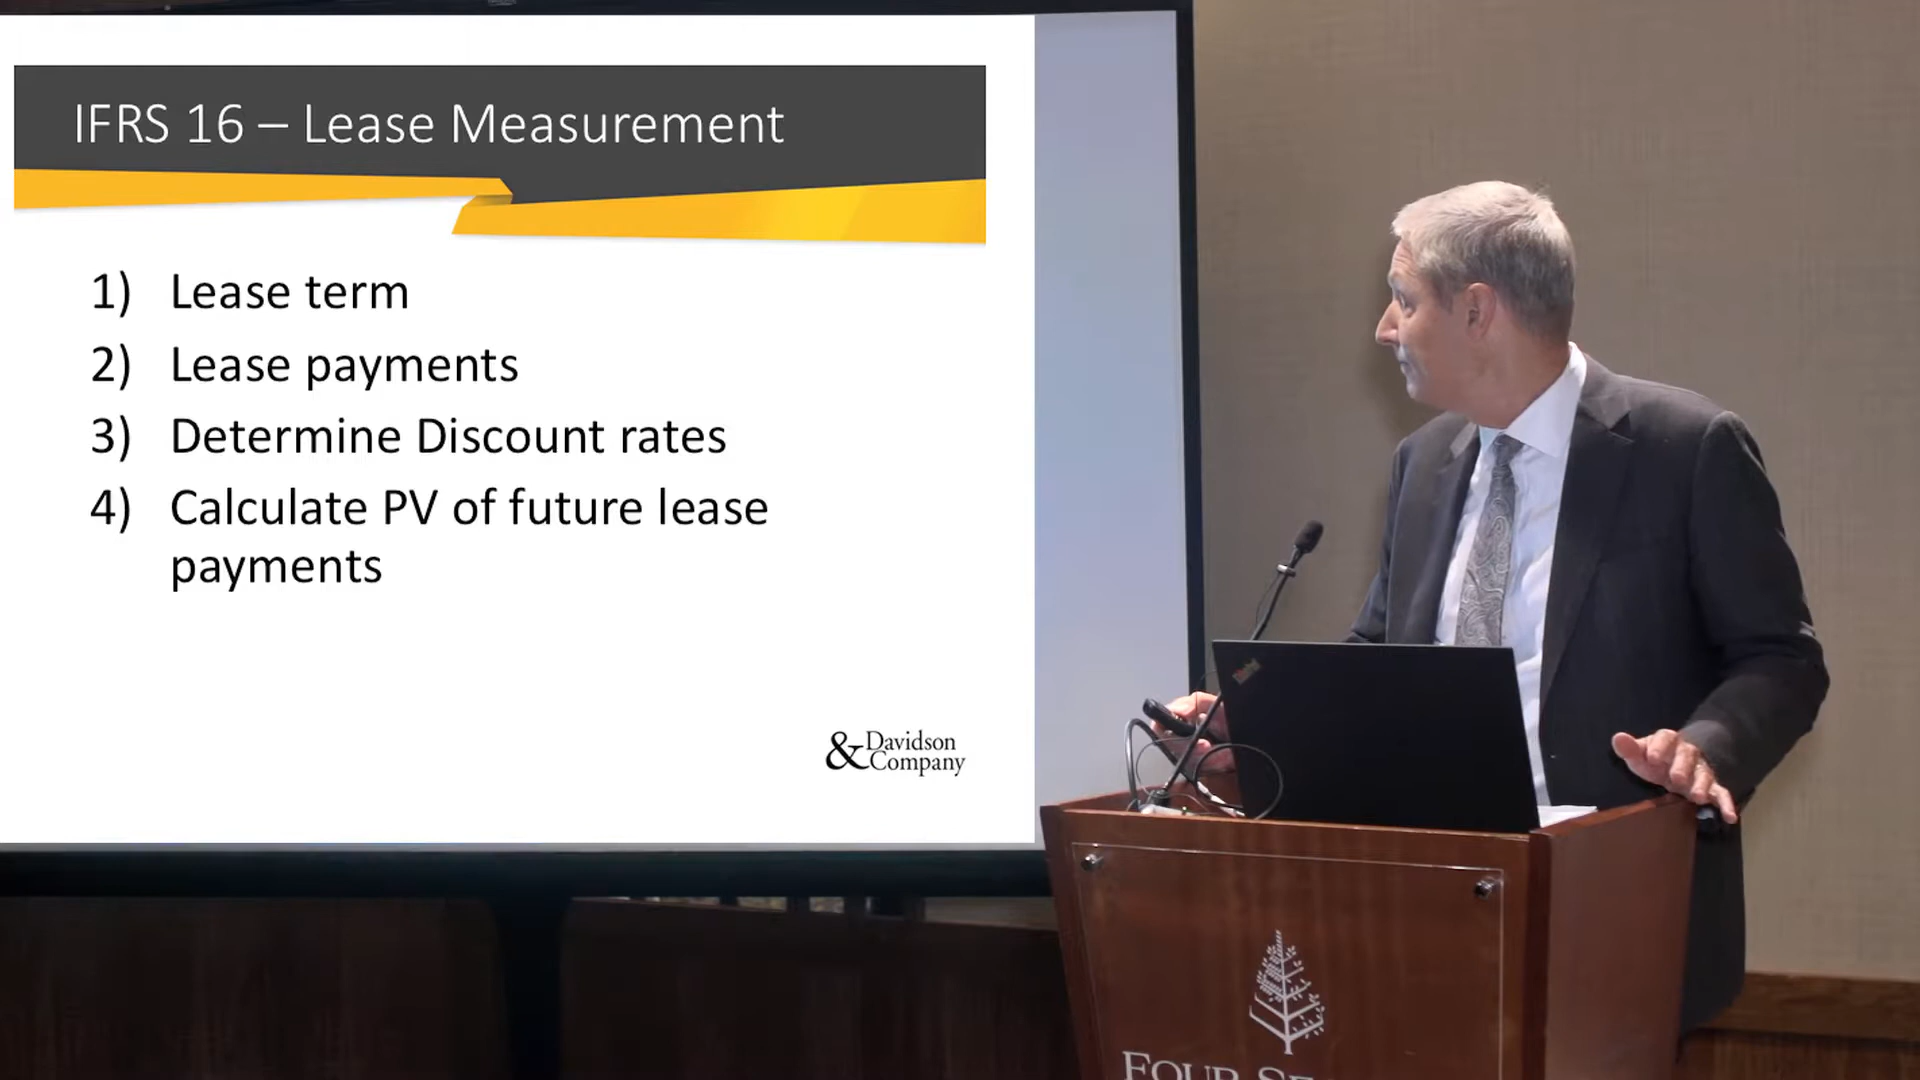 IFRS 16 – Lease Measurement
1) Lease term
2) Lease payments
3) Determine Discount rates
4) Calculate PV of future lease
payments
& Davidson
Company
FOUR